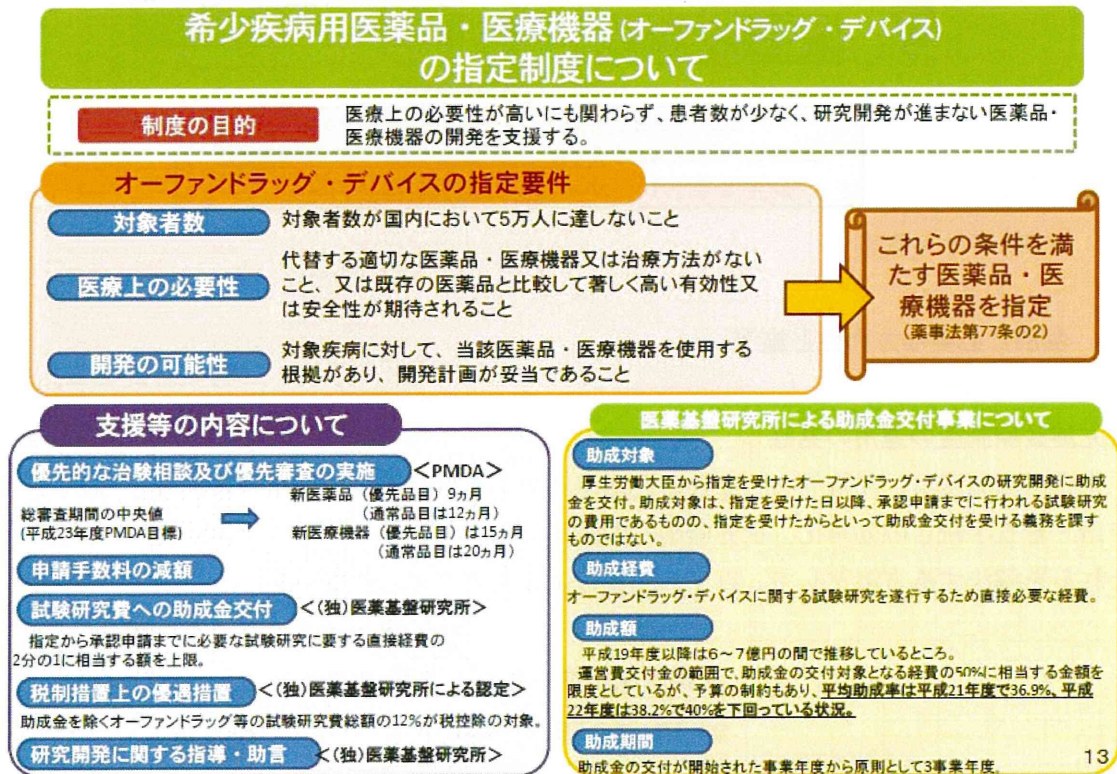 希少疾病用医薬品・医療機器(オーファンドラッグ・デバイス)
の指定制度について
制度の目的
医療上の必要性が高いにも関わらず、患者数が少なく、研究開発が進まない医薬品・
医療機器の開発を支援する。
オーファンドラッグ・デバイスの指定要件
対象者数
対象者数が国内において5万人に達しないこと
医療上の必要性
代替する適切な医薬品・医療機器又は治療方法がない
こと、又は既存の医薬品と比較して著しく高い有効性又
は安全性が期待されること
開発の可能性
対象疾病に対して、当該医薬品・医療機器を使用する
根拠があり、開発計画が妥当であること
これらの条件を満
たす医薬品・医
療機器を指定
(薬事法第77条の2)
支援等の内容について
優先的な治験相談及び優先審査の実施 <PMDA>
総審査期間の中央値
(平成23年度PMDA目標)
新医薬品(優先品目)9ヵ月
(通常品目は12ヵ月)
新医療機器(優先品目)は15ヵ月
(通常品目は20ヵ月)
申請手数料の減額
試験研究費への助成金交付 <(独)医薬基盤研究所>
指定から承認申請までに必要な試験研究に要する直接経費の
2分の1に相当する額を上限。
税制措置上の優遇措置 <(独)医薬基盤研究所による認定>
助成金を除くオーファンドラッグ等の試験研究費総額の12%が税控除の対象。
研究開発に関する指導・助言 <(独)医薬基盤研究所>
医薬基盤研究所による助成金交付事業について
助成対象
厚生労働大臣から指定を受けたオーファンドラッグ・デバイスの研究開発に助成
金を交付。助成対象は、指定を受けた日以降、承認申請までに行われる試験研究
の費用であるものの、指定を受けたからといって助成金交付を受ける義務を課す
ものではない。
助成経費
オーファンドラッグ・デバイスに関する試験研究を遂行するため直接必要な経費。
助成額
平成19年度以降は6～7億円の間で推移しているところ。
運営費交付金の範囲で、助成金の交付対象となる経費の50%に相当する金額を
限度としているが、予算の制約もあり、平均助成率は平成21年度で36.9%、平成
22年度は38.2%で40%を下回っている状況。
助成期間
助成金の交付が開始された事業年度から原則として3事業年度。
13